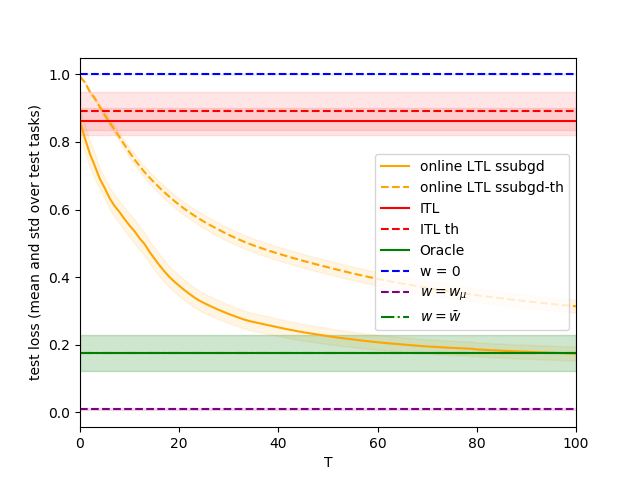 test loss (mean and std over test tasks)
1.0
0.8
0.6
0.4
0.2
0.0
online LTL ssubgd
online LTL ssubgd-th
ITL
ITL th
Oracle
w = 0
w = w_μ
w = w̄
0 20 40 60 80 100
T